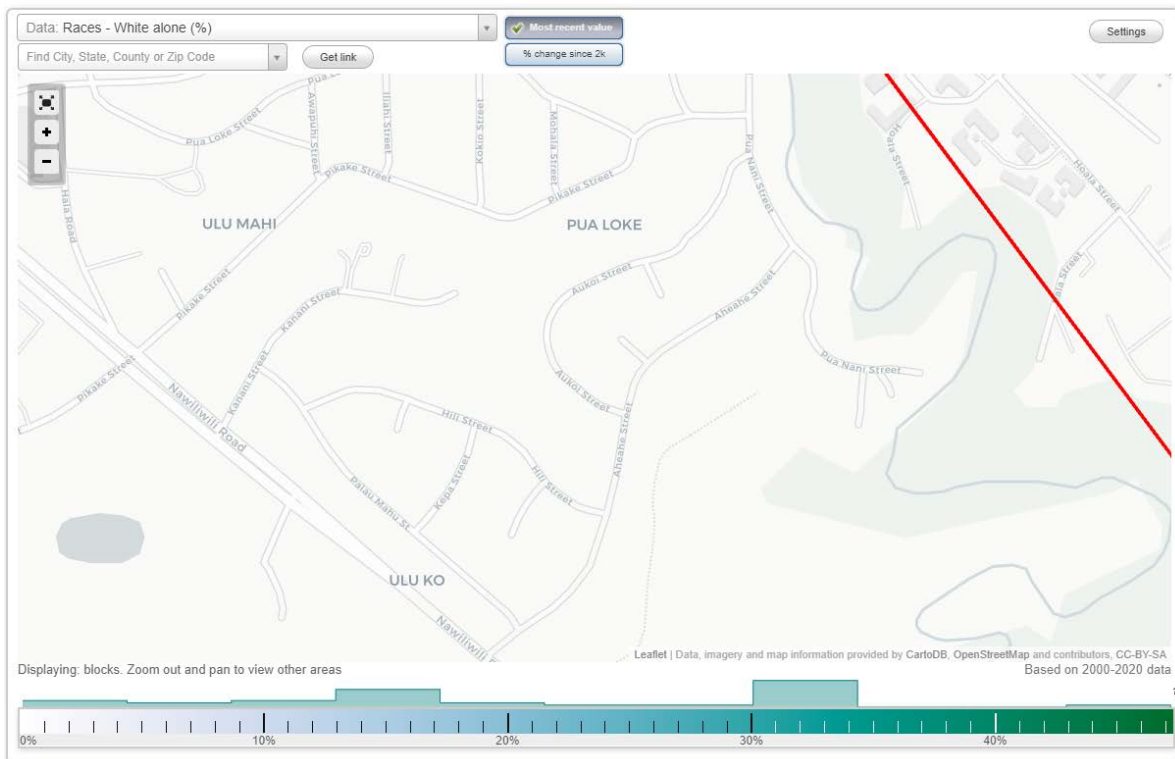 Data: Races - White alone (%)
Most recent value
Settings
Find City, State, County or Zip Code
Get link
% change since 2k
+
-
Pua Loke Street
Awapuhi Street
Iliahi Street
Kokio Street
Mohala Street
Pua Nani Street
Hoala Street
Hoala Street
Pikake Street
Pikake Street
Hala Road
ULU MAHI
PUA LOKE
Aukoi Street
Aheahe Street
Kanani Street
Pikake Street
Pua Nani Street
Pikake Street
Kanani Street
Nawiliwili Road
Aukoi Street
Hili Street
Aheahe Street
Hili Street
Kepa Street
Palau Mahu St
ULU KO
Leaflet | Data, imagery and map information provided by CartoDB, OpenStreetMap and contributors, CC-BY-SA
Displaying: blocks. Zoom out and pan to view other areas
Based on 2000-2020 data
0%
10%
20%
30%
40%